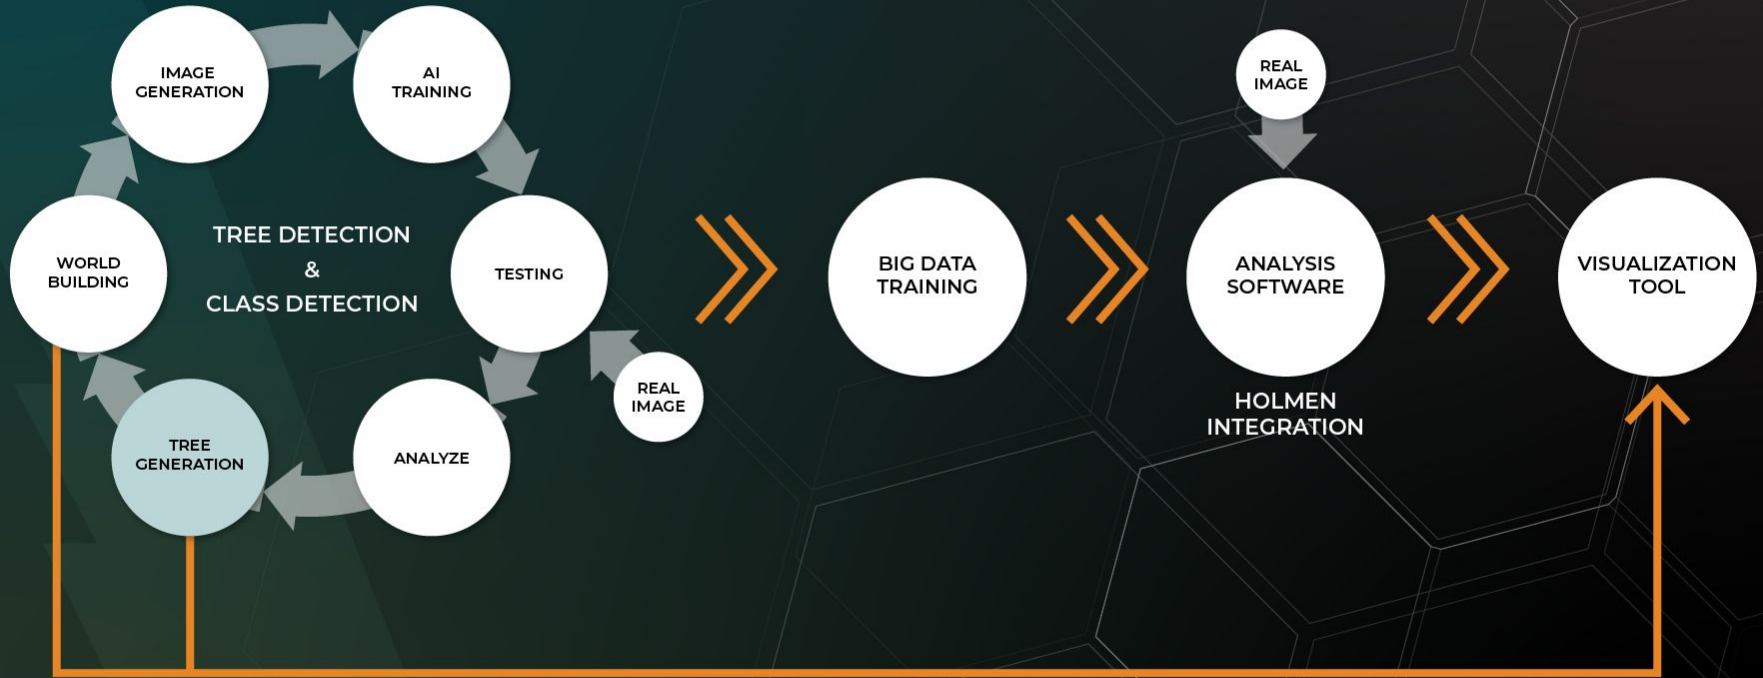 IMAGE
GENERATION
AI
TRAINING
WORLD
BUILDING
TREE DETECTION
&
CLASS DETECTION
TESTING
TREE
GENERATION
ANALYZE
REAL
IMAGE
BIG DATA
TRAINING
REAL
IMAGE
ANALYSIS
SOFTWARE
HOLMEN
INTEGRATION
VISUALIZATION
TOOL